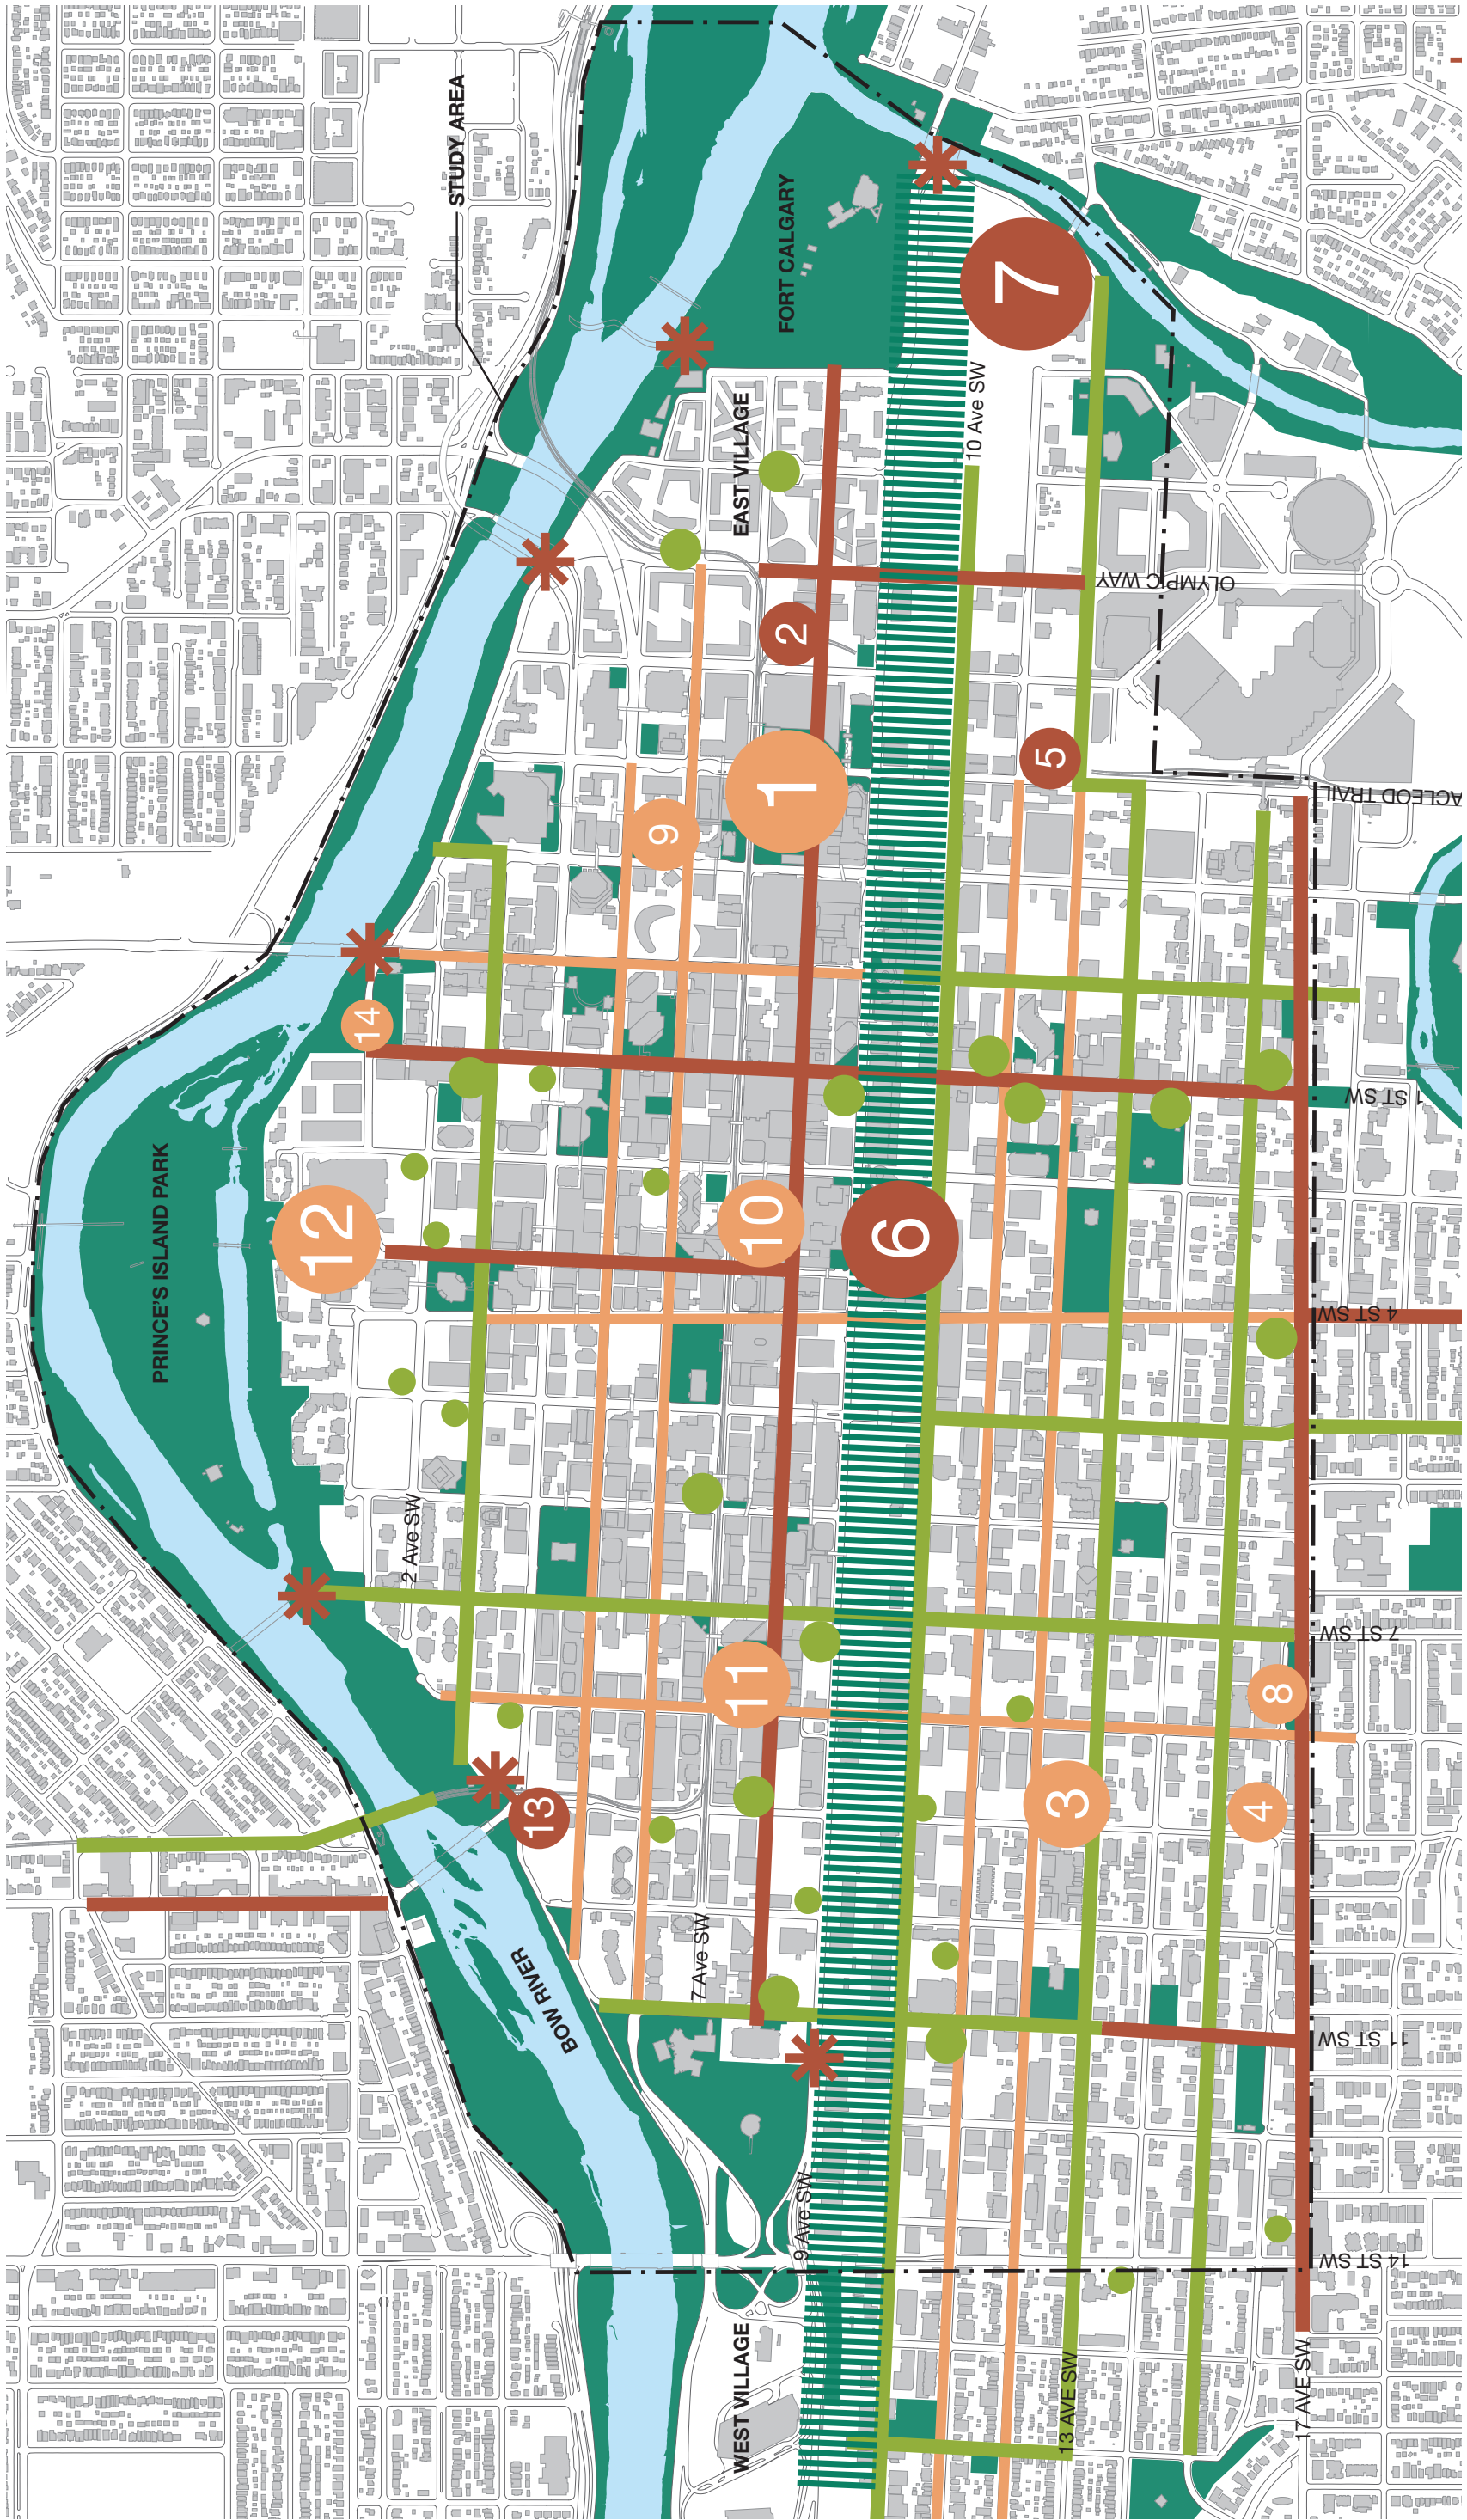 STUDY AREA
FORT CALGARY
7
10 Ave SW
EAST VILLAGE
OLYMPIC WAY
2
5
1
9
ACLEOD TRAIL
14
1 ST SW
PRINCE'S ISLAND PARK
12
10
6
4 ST SW
2 Ave SW
7 ST SW
11
8
3
4
13
7 Ave SW
BOW RIVER
11 ST SW
9 Ave SW
14 ST SW
WEST VILLAGE
13 AVE SW
17 AVE SW